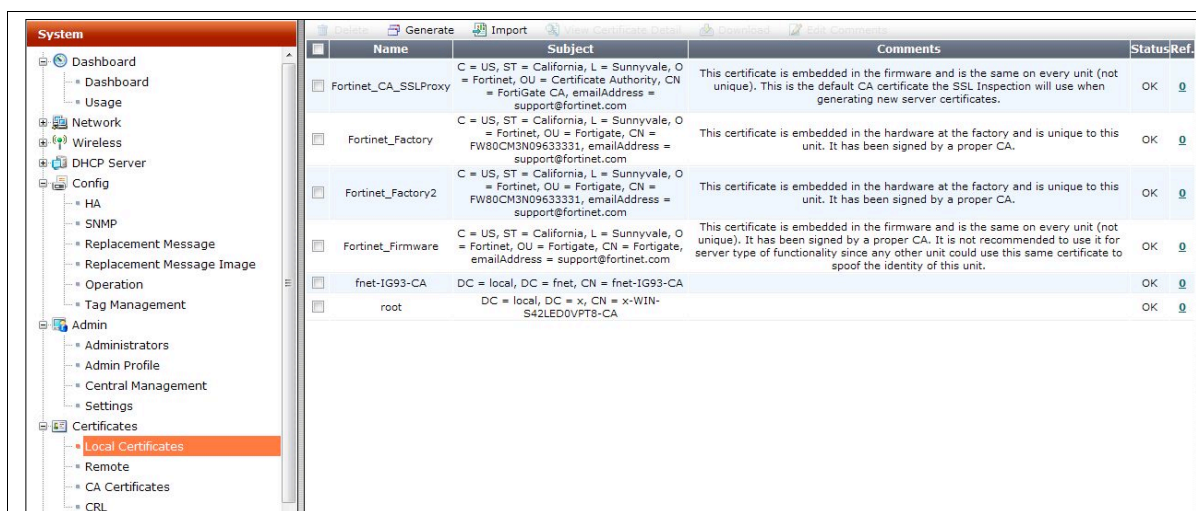 System
Dashboard
Dashboard
Usage
Network
Wireless
DHCP Server
Config
HA
SNMP
Replacement Message
Replacement Message Image
Operation
Tag Management
Admin
Administrators
Admin Profile
Central Management
Settings
Certificates
Local Certificates
Remote
CA Certificates
CRL
Delete Generate Import View Certificate Detail Download Edit Comments
Name Subject Comments Status Ref.
Fortinet_CA_SSLProxy
C = US, ST = California, L = Sunnyvale, O
= Fortinet, OU = Certificate Authority, CN
= FortiGate CA, emailAddress =
support@fortinet.com
This certificate is embedded in the firmware and is the same on every unit (not
unique). This is the default CA certificate the SSL Inspection will use when
generating new server certificates.
OK 0
Fortinet_Factory
C = US, ST = California, L = Sunnyvale, O
= Fortinet, OU = Fortigate, CN =
FW80CM3N09633331, emailAddress =
support@fortinet.com
This certificate is embedded in the hardware at the factory and is unique to this
unit. It has been signed by a proper CA.
OK 0
Fortinet_Factory2
C = US, ST = California, L = Sunnyvale, O
= Fortinet, OU = Fortigate, CN =
FW80CM3N09633331, emailAddress =
support@fortinet.com
This certificate is embedded in the hardware at the factory and is unique to this
unit. It has been signed by a proper CA.
OK 0
Fortinet_Firmware
C = US, ST = California, L = Sunnyvale, O
= Fortinet, OU = Fortigate, CN = Fortigate,
emailAddress = support@fortinet.com
This certificate is embedded in the firmware and is the same on every unit (not
unique). It has been signed by a proper CA. It is not recommended to use it for
server type of functionality since any other unit could use this same certificate to
spoof the identity of this unit.
OK 0
fnet-IG93-CA
DC = local, DC = fnet, CN = fnet-IG93-CA
OK 0
root
DC = local, DC = x, CN = x-WIN-
S42LED0VPT8-CA
OK 0